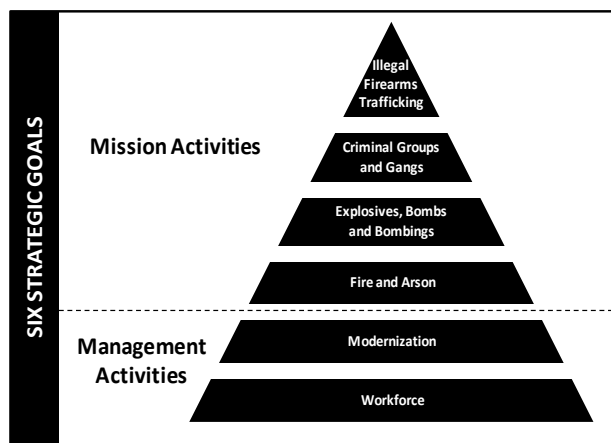 SIX STRATEGIC GOALS
Mission Activities
Illegal
Firearms
Trafficking
Criminal Groups
and Gangs
Explosives, Bombs
and Bombings
Fire and Arson
Management
Activities
Modernization
Workforce